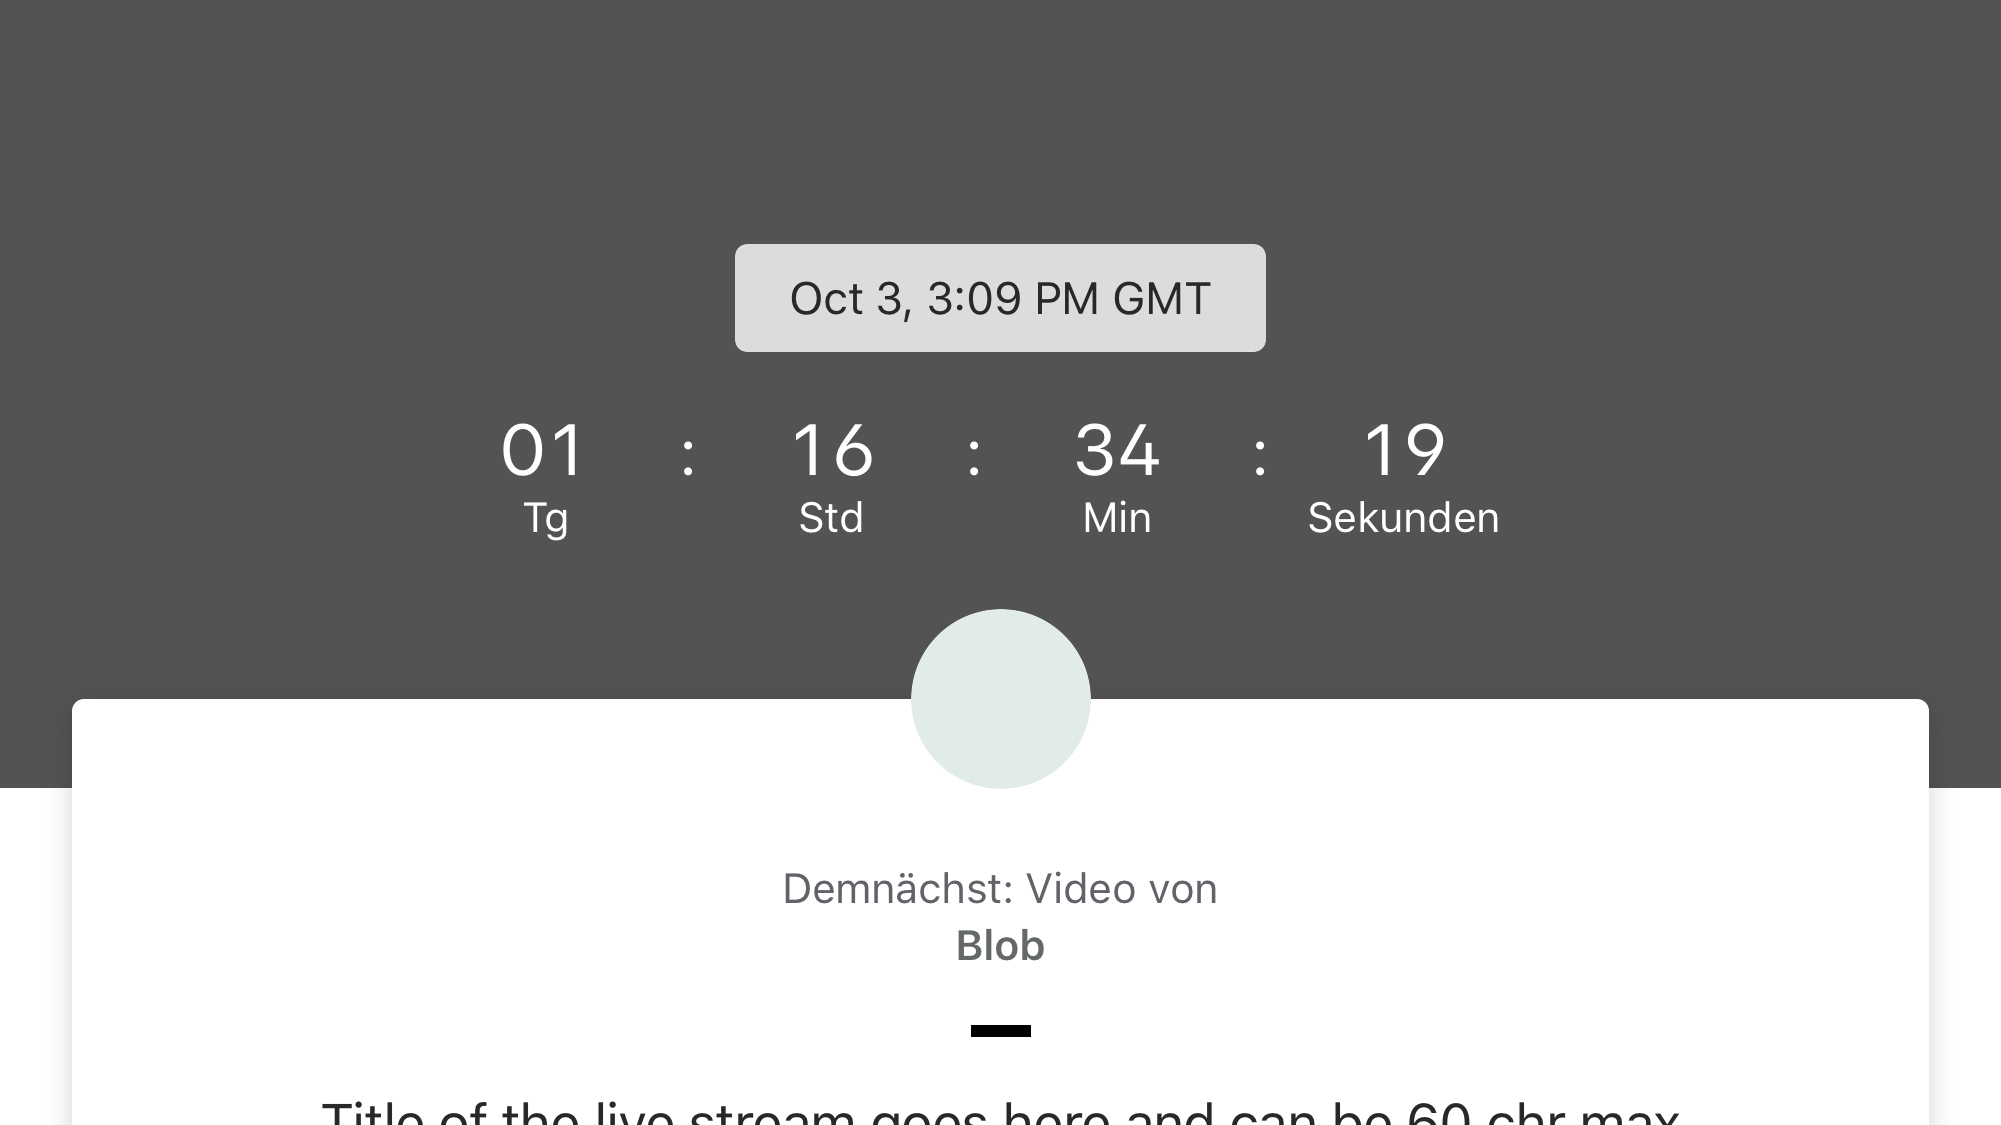 Oct 3, 3:09 PM GMT
01 : 16 : 34 : 19
Tg Std Min Sekunden
Demnächst: Video von
Blob
Title of the live stream goes here and can be 60 chr max